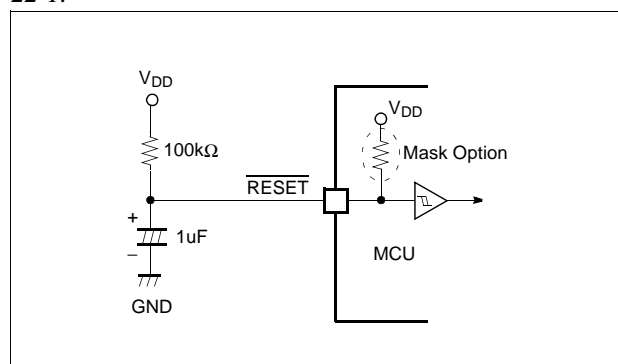 22-1.
VDD
100kΩ
+
1uF
–
GND
RESET
VDD
Mask Option
MCU